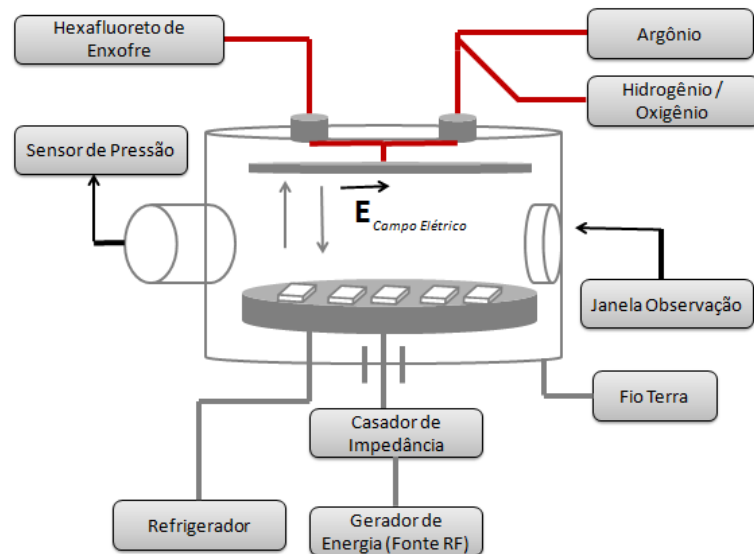 Hexafluoreto de
Enxofre
Argônio
Hidrogênio /
Oxigênio
Sensor de Pressão
E
Campo Elétrico
Janela Observação
Fio Terra
Casador de
Impedância
Refrigerador
Gerador de
Energia (Fonte RF)